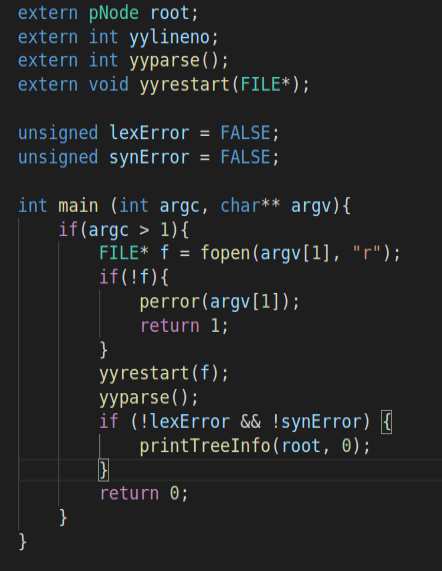 extern pNode root;
extern int yylineno;
extern int yyparse();
extern void yyrestart(FILE*);

unsigned lexError = FALSE;
unsigned synError = FALSE;

int main (int argc, char** argv){
    if(argc > 1){
        FILE* f = fopen(argv[1], "r");
        if(!f){
            perror(argv[1]);
            return 1;
        }
        yyrestart(f);
        yyparse();
        if (!lexError && !synError) {
            printTreeInfo(root, 0);
        }
        return 0;
    }
}